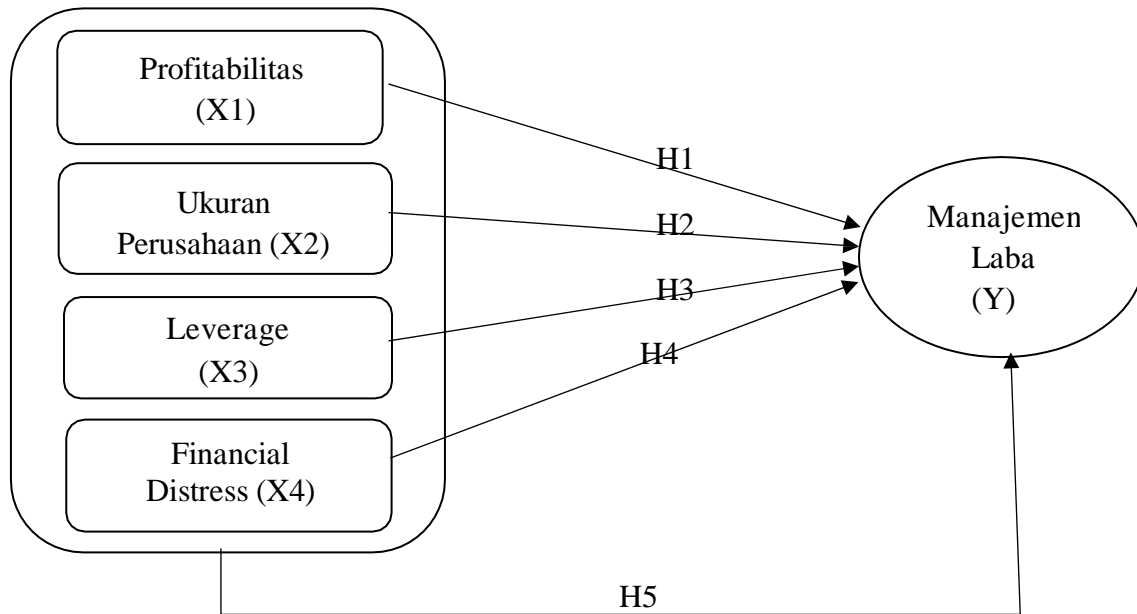 Profitabilitas
(X1)
H1
Ukuran
Perusahaan (X2)
H2
Manajemen
Laba
(Y)
H3
Leverage
(X3)
H4
Financial
Distress (X4)
H5